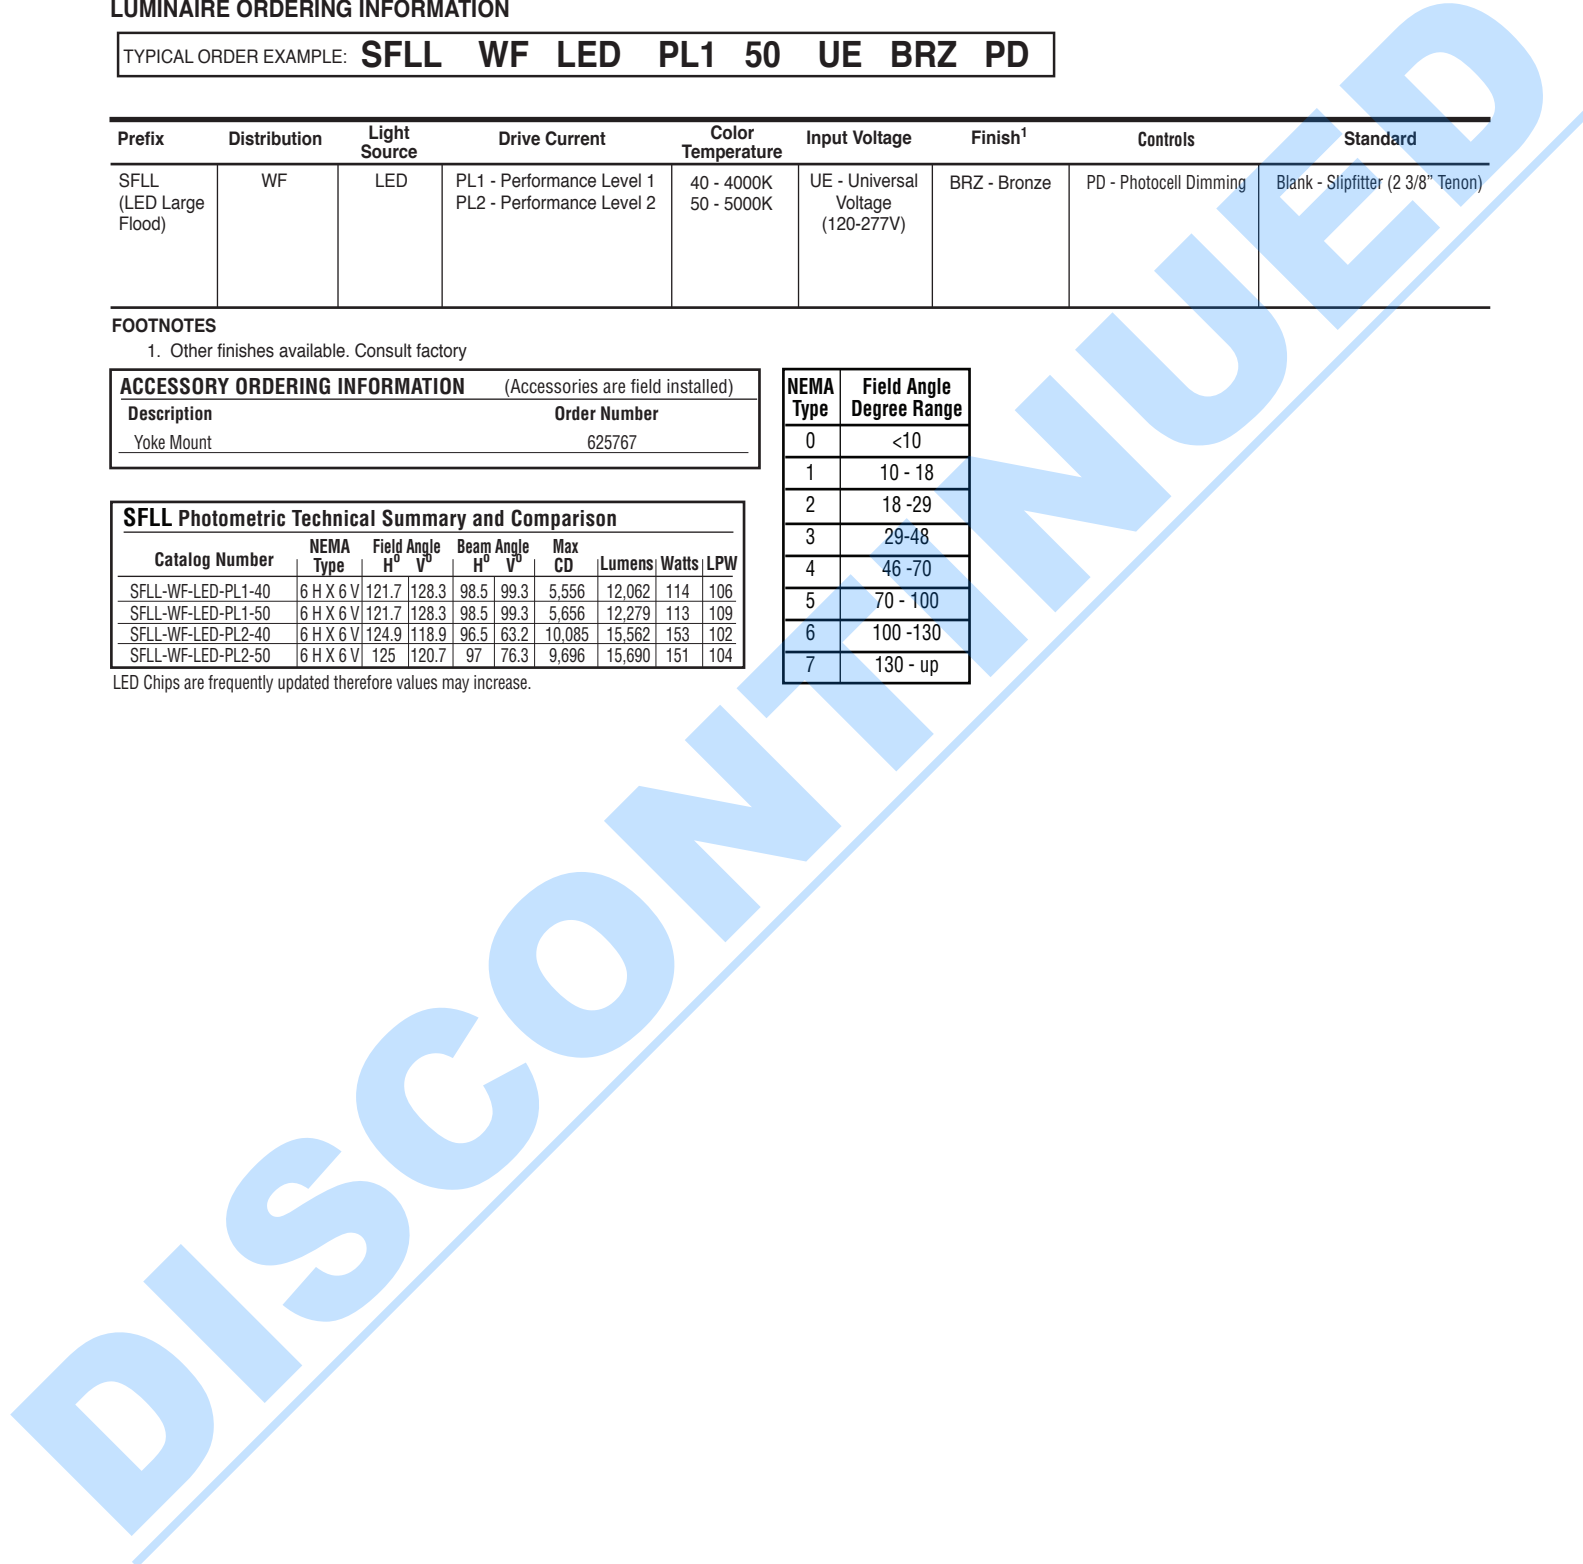 LUMINAIRE ORDERING INFORMATION
TYPICAL ORDER EXAMPLE: SFLL WF LED PL1 50 UE BRZ PD
Prefix Distribution Light Source Drive Current Color Temperature Input Voltage Finish1 Controls Standard
SFLL (LED Large Flood) WF LED PL1 - Performance Level 1 PL2 - Performance Level 2 40 - 4000K 50 - 5000K UE - Universal Voltage (120-277V) BRZ - Bronze PD - Photocell Dimming Blank - Slipfitter (2 3/8” Tenon)
FOOTNOTES
1. Other finishes available. Consult factory
ACCESSORY ORDERING INFORMATION (Accessories are field installed)
Description Order Number
Yoke Mount 625767
SFLL Photometric Technical Summary and Comparison
Catalog Number NEMA Type Field Angle Ho Vo Beam Angle Ho Vo Max CD Lumens Watts LPW
SFLL-WF-LED-PL1-40 6 H X 6 V 121.7 128.3 98.5 99.3 5,556 12,062 114 106
SFLL-WF-LED-PL1-50 6 H X 6 V 121.7 128.3 98.5 99.3 5,656 12,279 113 109
SFLL-WF-LED-PL2-40 6 H X 6 V 124.9 118.9 96.5 63.2 10,085 15,562 153 102
SFLL-WF-LED-PL2-50 6 H X 6 V 125 120.7 97 76.3 9,696 15,690 151 104
LED Chips are frequently updated therefore values may increase.
NEMA Type Field Angle Degree Range
0 <10
1 10 - 18
2 18 -29
3 29-48
4 46 -70
5 70 - 100
6 100 -130
7 130 - up
DISCONTINUED